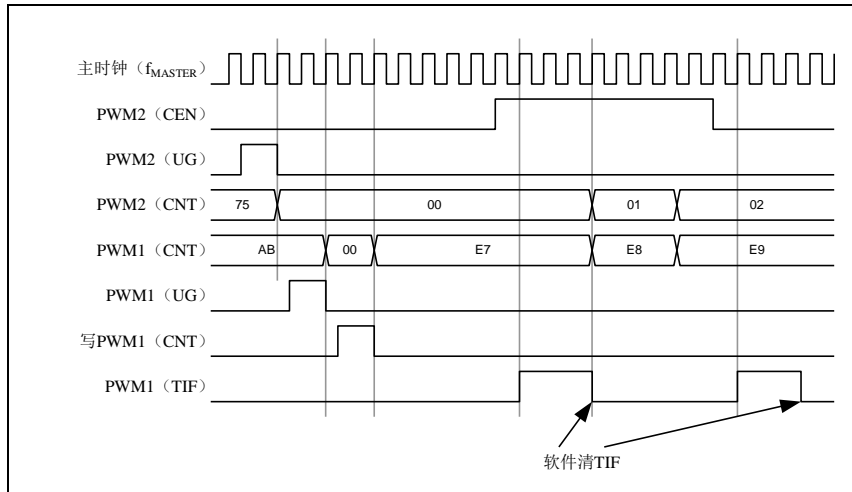 主时钟（fMASTER）
PWM2（CEN）
PWM2（UG）
PWM2（CNT） 75 00 01 02
PWM1（CNT） AB 00 E7 E8 E9
PWM1（UG）
写PWM1（CNT）
PWM1（TIF）
软件清TIF